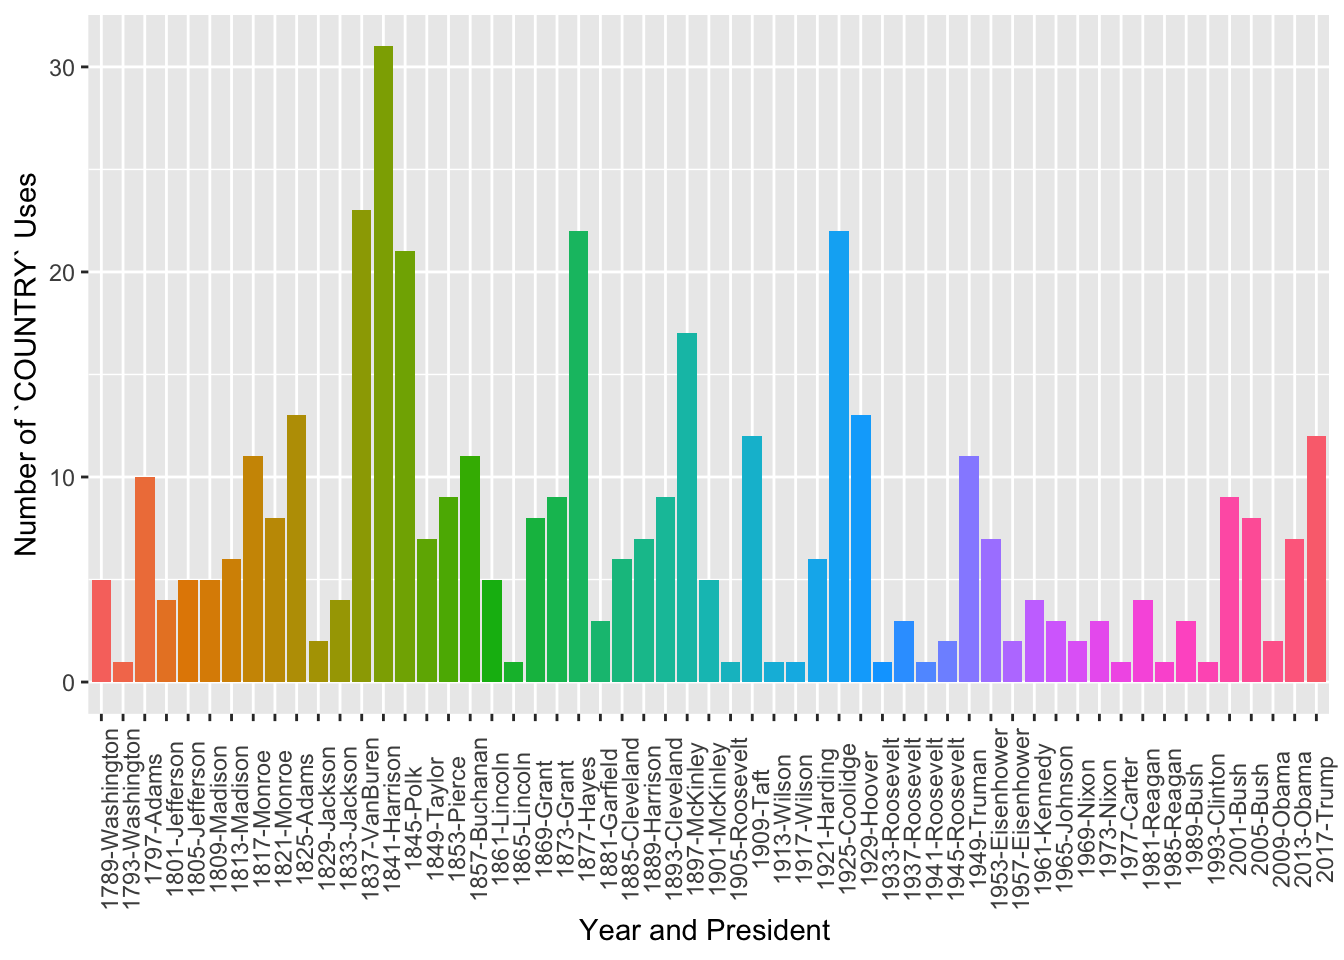 Number of `COUNTRY` Uses
30
20
10
0
1789-Washington
1793-Washington
1797-Adams
1801-Jefferson
1805-Jefferson
1809-Madison
1813-Madison
1817-Monroe
1821-Monroe
1825-Adams
1829-Jackson
1833-Jackson
1837-VanBuren
1841-Harrison
1845-Polk
1849-Taylor
1853-Pierce
1857-Buchanan
1861-Lincoln
1865-Lincoln
1869-Grant
1873-Grant
1877-Hayes
1881-Garfield
1885-Cleveland
1889-Harrison
1893-Cleveland
1897-McKinley
1901-McKinley
1905-Roosevelt
1909-Taft
1913-Wilson
1917-Wilson
1921-Harding
1925-Coolidge
1929-Hoover
1933-Roosevelt
1937-Roosevelt
1941-Roosevelt
1945-Roosevelt
1949-Truman
1953-Eisenhower
1957-Eisenhower
1961-Kennedy
1965-Johnson
1969-Nixon
1973-Nixon
1977-Carter
1981-Reagan
1985-Reagan
1989-Bush
1993-Clinton
2001-Bush
2005-Bush
2009-Obama
2013-Obama
2017-Trump
Year and President